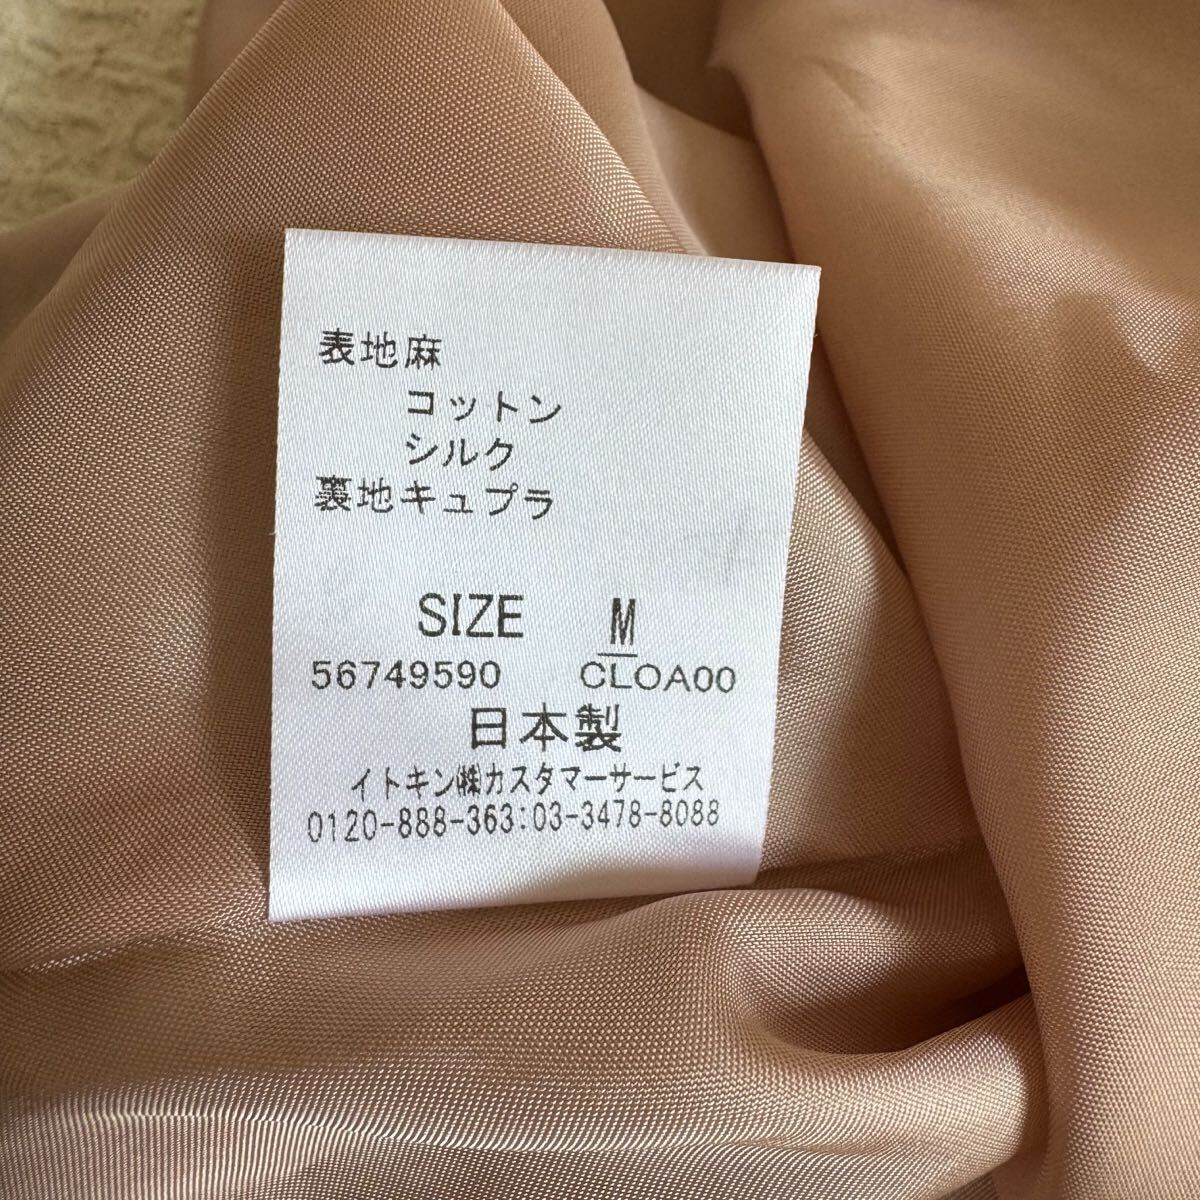 表地麻
コットン
シルク
裏地キュプラ
SIZE M
56749590 CLOA00
日本製
イトキン㈱カスタマーサービス
0120-888-363:03-3478-8088